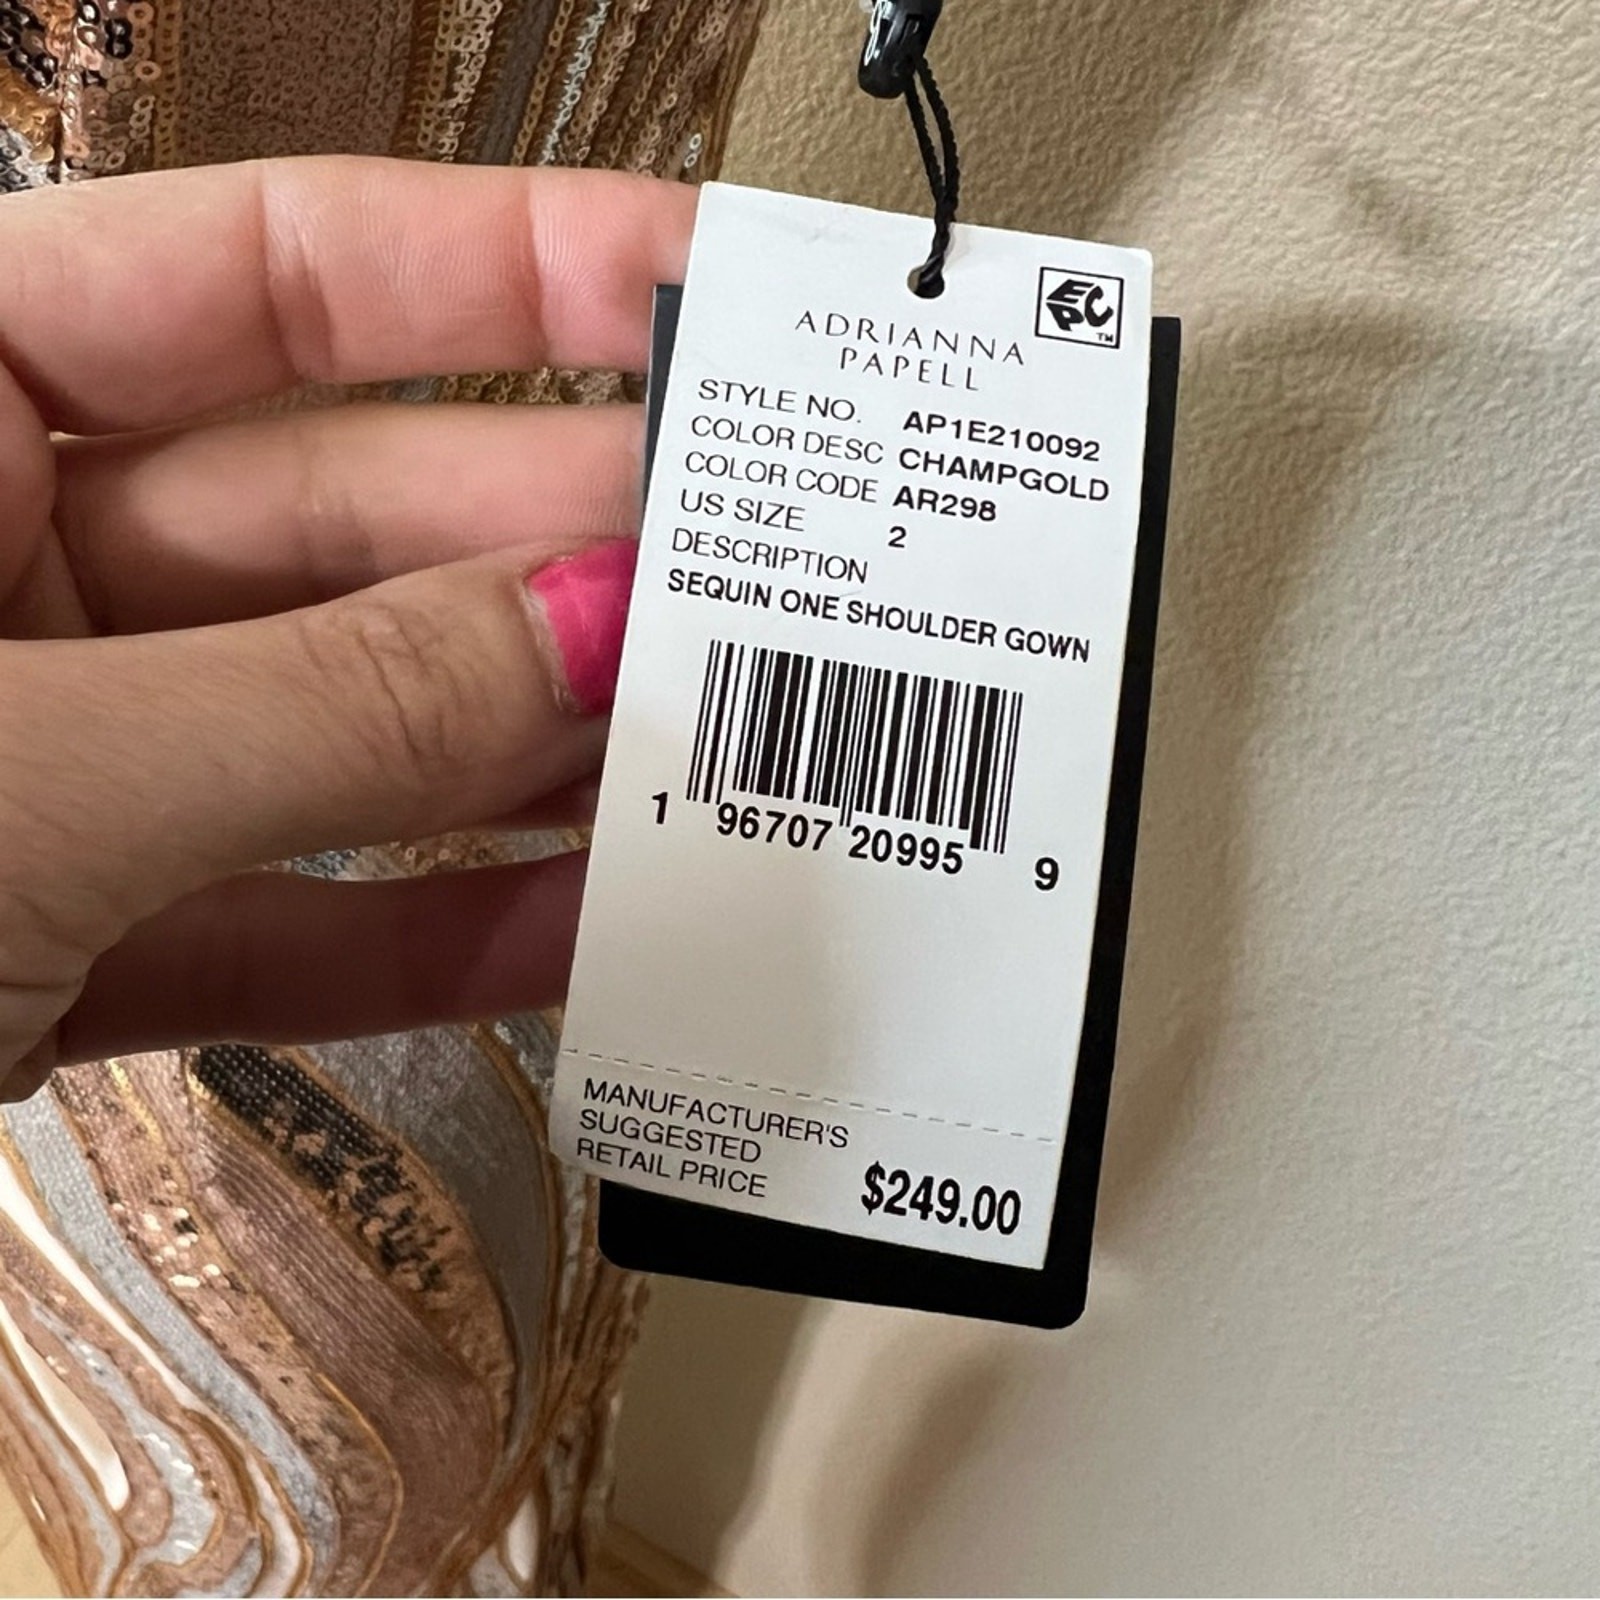 EPC™
ADRIANNA
PAPELL
STYLE NO. AP1E210092
COLOR DESC CHAMPGOLD
COLOR CODE AR298
US SIZE 2
DESCRIPTION
SEQUIN ONE SHOULDER GOWN
1 96707 20995 9
MANUFACTURER'S
SUGGESTED
RETAIL PRICE $249.00